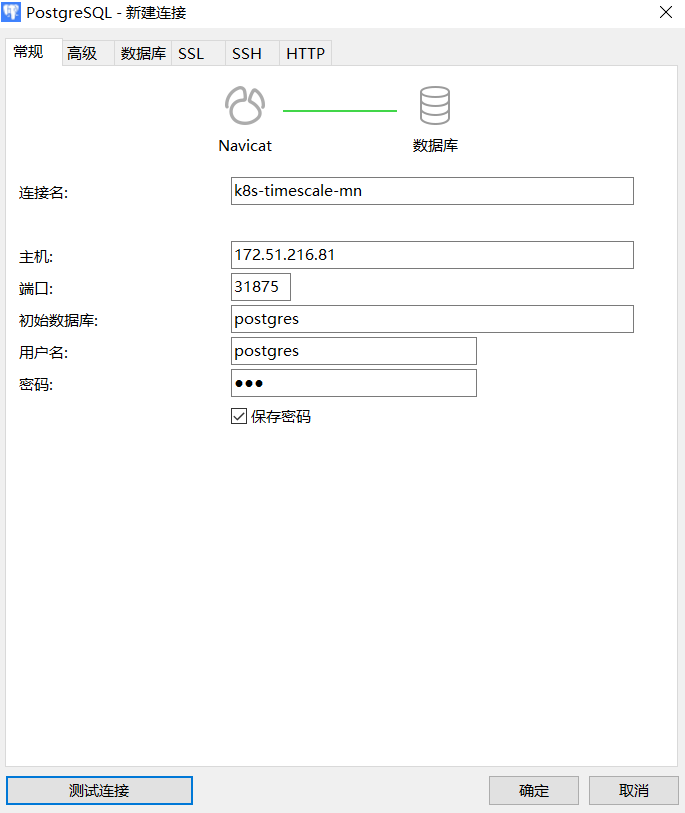 PostgreSQL - 新建连接
常规 高级 数据库 SSL SSH HTTP
Navicat 数据库
连接名: k8s-timescale-mn
主机: 172.51.216.81
端口: 31875
初始数据库: postgres
用户名: postgres
密码: ●●●
保存密码
测试连接 确定 取消